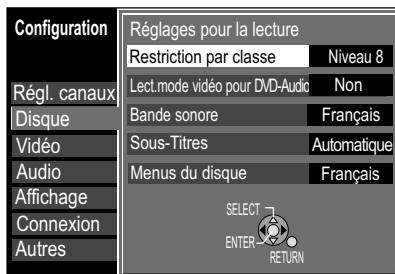 Configuration
Régl. canaux
Disque
Vidéo
Audio
Affichage
Connexion
Autres
Réglages pour la lecture
Restriction par classe Niveau 8
Lect.mode vidéo pour DVD-Audio Non
Bande sonore Français
Sous-Titres Automatique
Menus du disque Français
SELECT
ENTER
RETURN